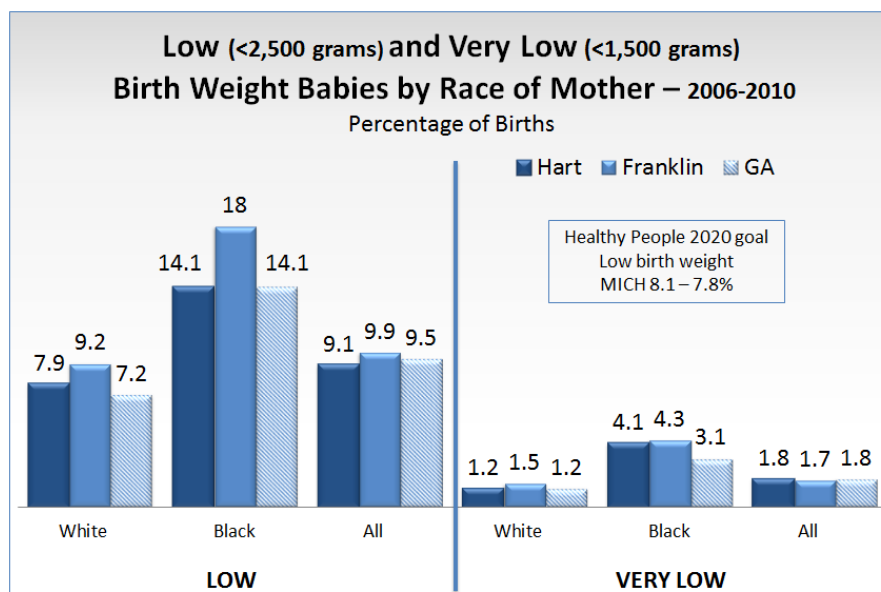 Low (<2,500 grams) and Very Low (<1,500 grams)
Birth Weight Babies by Race of Mother – 2006-2010
Percentage of Births
Hart Franklin GA
Healthy People 2020 goal
Low birth weight
MICH 8.1 – 7.8%
7.9 9.2 7.2
14.1 18 14.1
9.1 9.9 9.5
1.2 1.5 1.2
4.1 4.3 3.1
1.8 1.7 1.8
White Black All White Black All
LOW VERY LOW